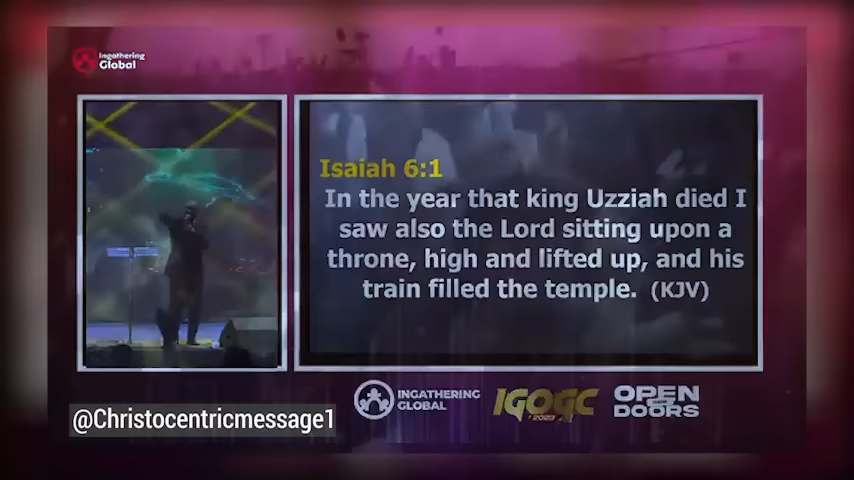 Ingathering
Global
Isaiah 6:1
In the year that king Uzziah died I
saw also the Lord sitting upon a
throne, high and lifted up, and his
train filled the temple. (KJV)
INGATHERING
GLOBAL
IGOGC
2023
OPEN
DOORS
@Christocentricmessage1